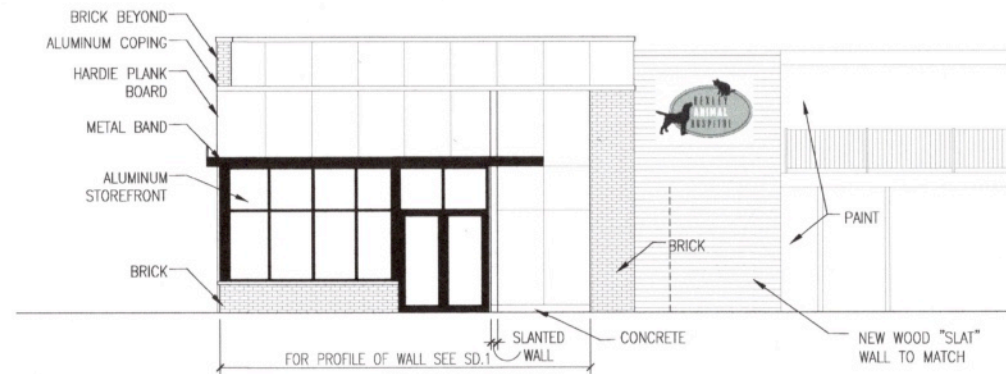 BRICK BEYOND
ALUMINUM COPING
HARDIE PLANK
BOARD
METAL BAND
ALUMINUM
STOREFRONT
BRICK
ANIMAL
HOSPITAL
PAINT
BRICK
SLANTED
WALL
CONCRETE
NEW WOOD "SLAT"
WALL TO MATCH
FOR PROFILE OF WALL SEE SD.1